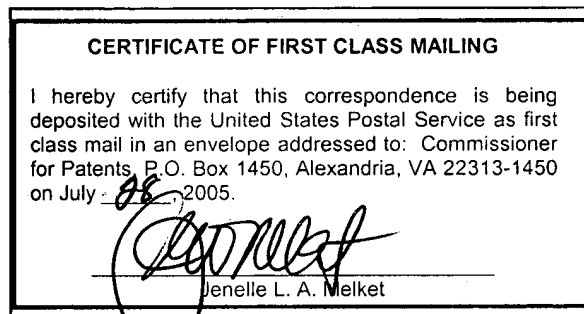 CERTIFICATE OF FIRST CLASS MAILING
I hereby certify that this correspondence is being
deposited with the United States Postal Service as first
class mail in an envelope addressed to: Commissioner
for Patents, P.O. Box 1450, Alexandria, VA 22313-1450
on July 28, 2005.
Jenelle L. A. Melket